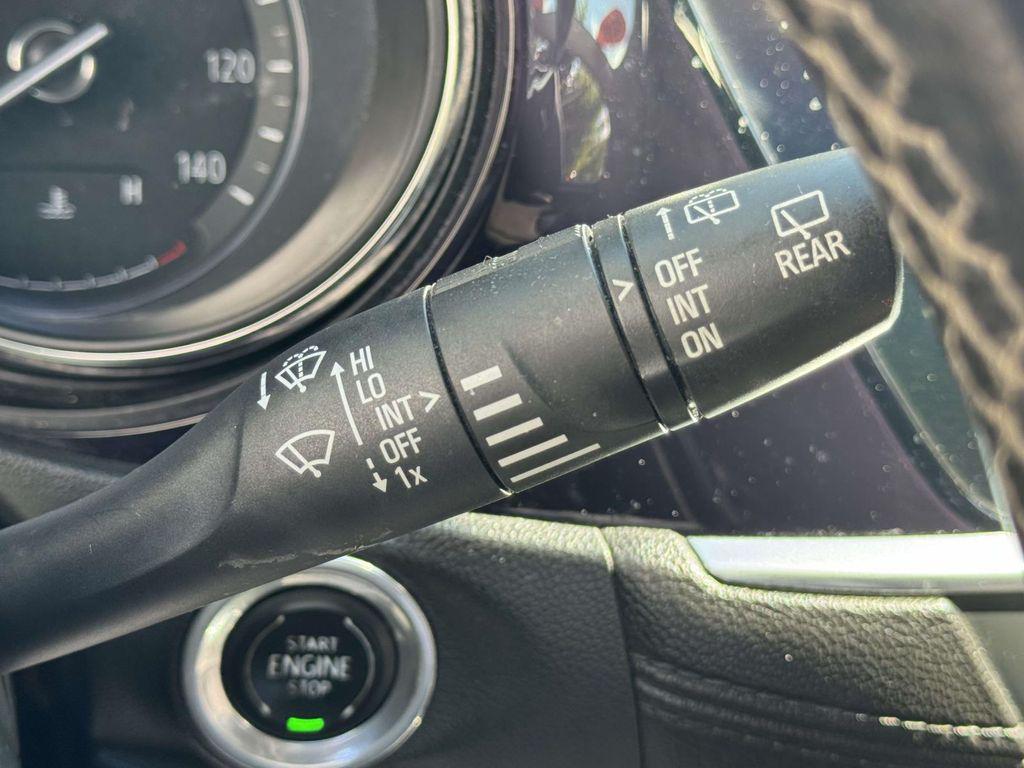 120
140
H
OFF
INT
ON
REAR
HI
LO
INT
OFF
1x
START
ENGINE
STOP